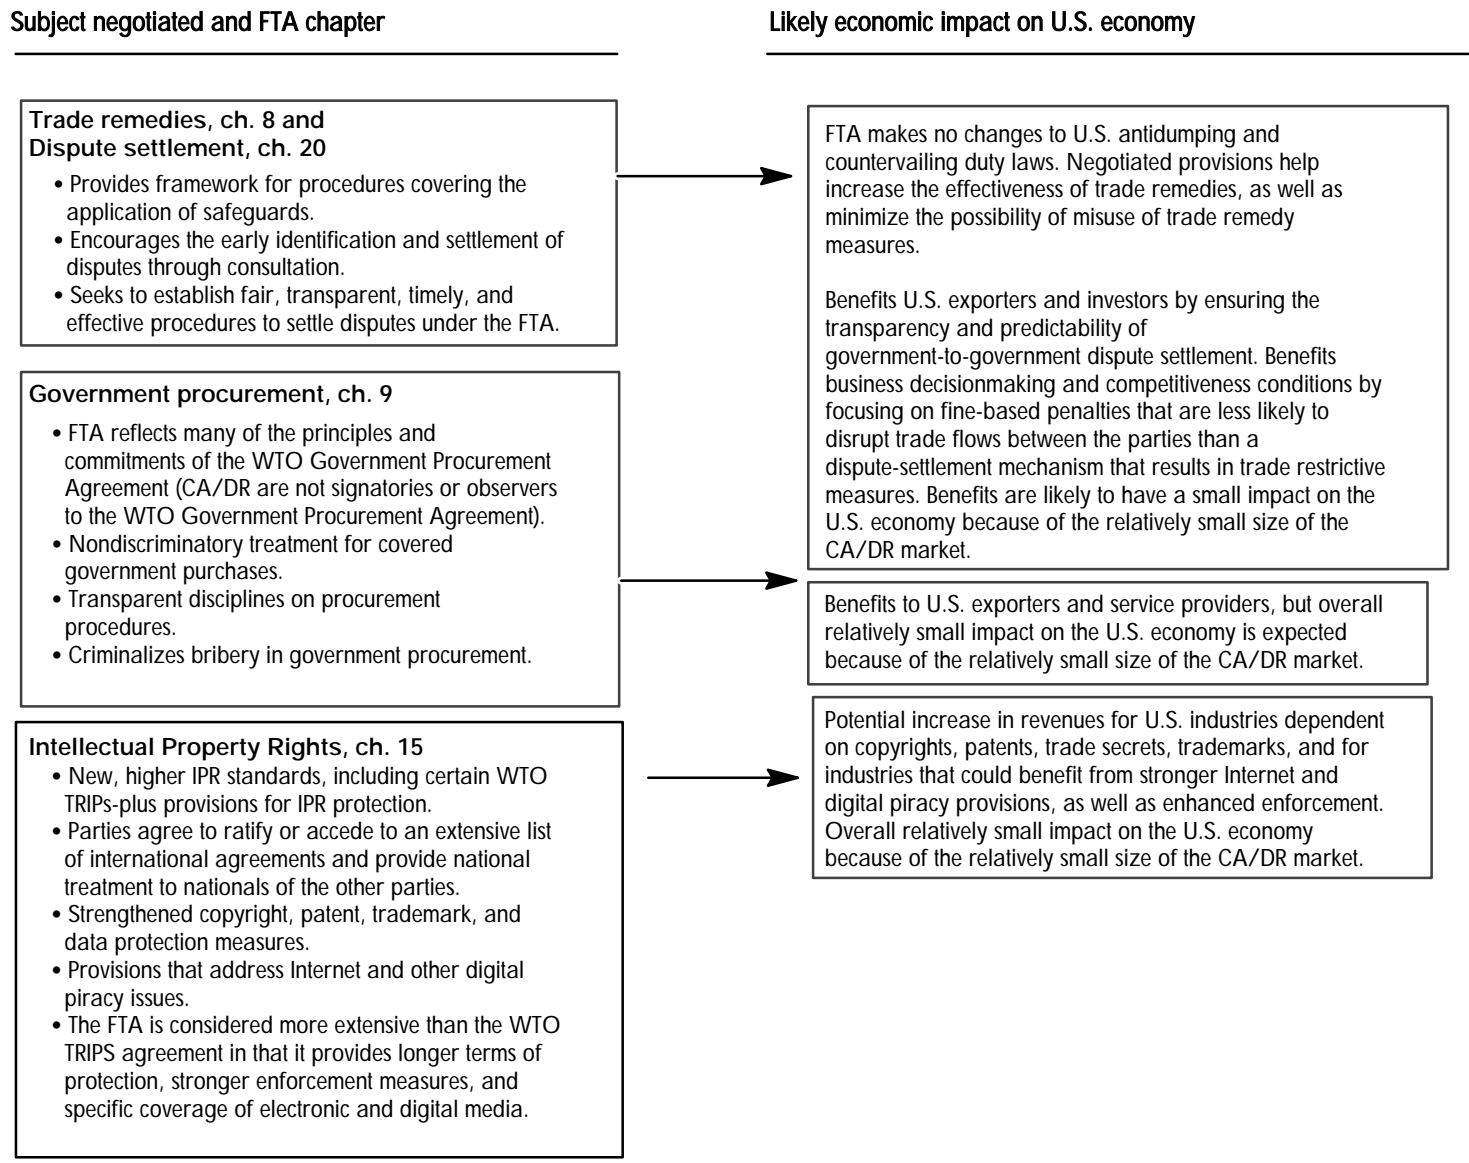 Subject negotiated and FTA chapter
Likely economic impact on U.S. economy
Trade remedies, ch. 8 and
Dispute settlement, ch. 20
• Provides framework for procedures covering the
application of safeguards.
• Encourages the early identification and settlement of
disputes through consultation.
• Seeks to establish fair, transparent, timely, and
effective procedures to settle disputes under the FTA.
FTA makes no changes to U.S. antidumping and
countervailing duty laws. Negotiated provisions help
increase the effectiveness of trade remedies, as well as
minimize the possibility of misuse of trade remedy
measures.
Benefits U.S. exporters and investors by ensuring the
transparency and predictability of
government-to-government dispute settlement. Benefits
business decisionmaking and competitiveness conditions by
focusing on fine-based penalties that are less likely to
disrupt trade flows between the parties than a
dispute-settlement mechanism that results in trade restrictive
measures. Benefits are likely to have a small impact on the
U.S. economy because of the relatively small size of the
CA/DR market.
Government procurement, ch. 9
• FTA reflects many of the principles and
commitments of the WTO Government Procurement
Agreement (CA/DR are not signatories or observers
to the WTO Government Procurement Agreement).
• Nondiscriminatory treatment for covered
government purchases.
• Transparent disciplines on procurement
procedures.
• Criminalizes bribery in government procurement.
Benefits to U.S. exporters and service providers, but overall
relatively small impact on the U.S. economy is expected
because of the relatively small size of the CA/DR market.
Intellectual Property Rights, ch. 15
• New, higher IPR standards, including certain WTO
TRIPs-plus provisions for IPR protection.
• Parties agree to ratify or accede to an extensive list
of international agreements and provide national
treatment to nationals of the other parties.
• Strengthened copyright, patent, trademark, and
data protection measures.
• Provisions that address Internet and other digital
piracy issues.
• The FTA is considered more extensive than the WTO
TRIPS agreement in that it provides longer terms of
protection, stronger enforcement measures, and
specific coverage of electronic and digital media.
Potential increase in revenues for U.S. industries dependent
on copyrights, patents, trade secrets, trademarks, and for
industries that could benefit from stronger Internet and
digital piracy provisions, as well as enhanced enforcement.
Overall relatively small impact on the U.S. economy
because of the relatively small size of the CA/DR market.